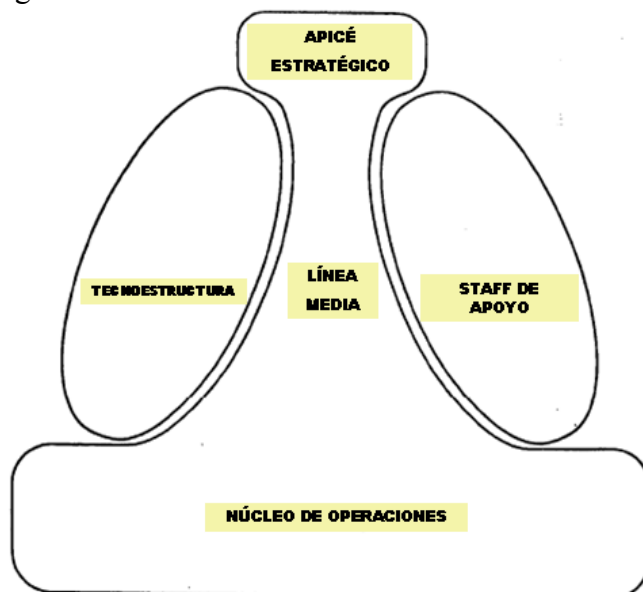 g
APICÉ
ESTRATÉGICO
TECNOESTRUCTURA
LÍNEA
MEDIA
STAFF DE
APOYO
NÚCLEO DE OPERACIONES